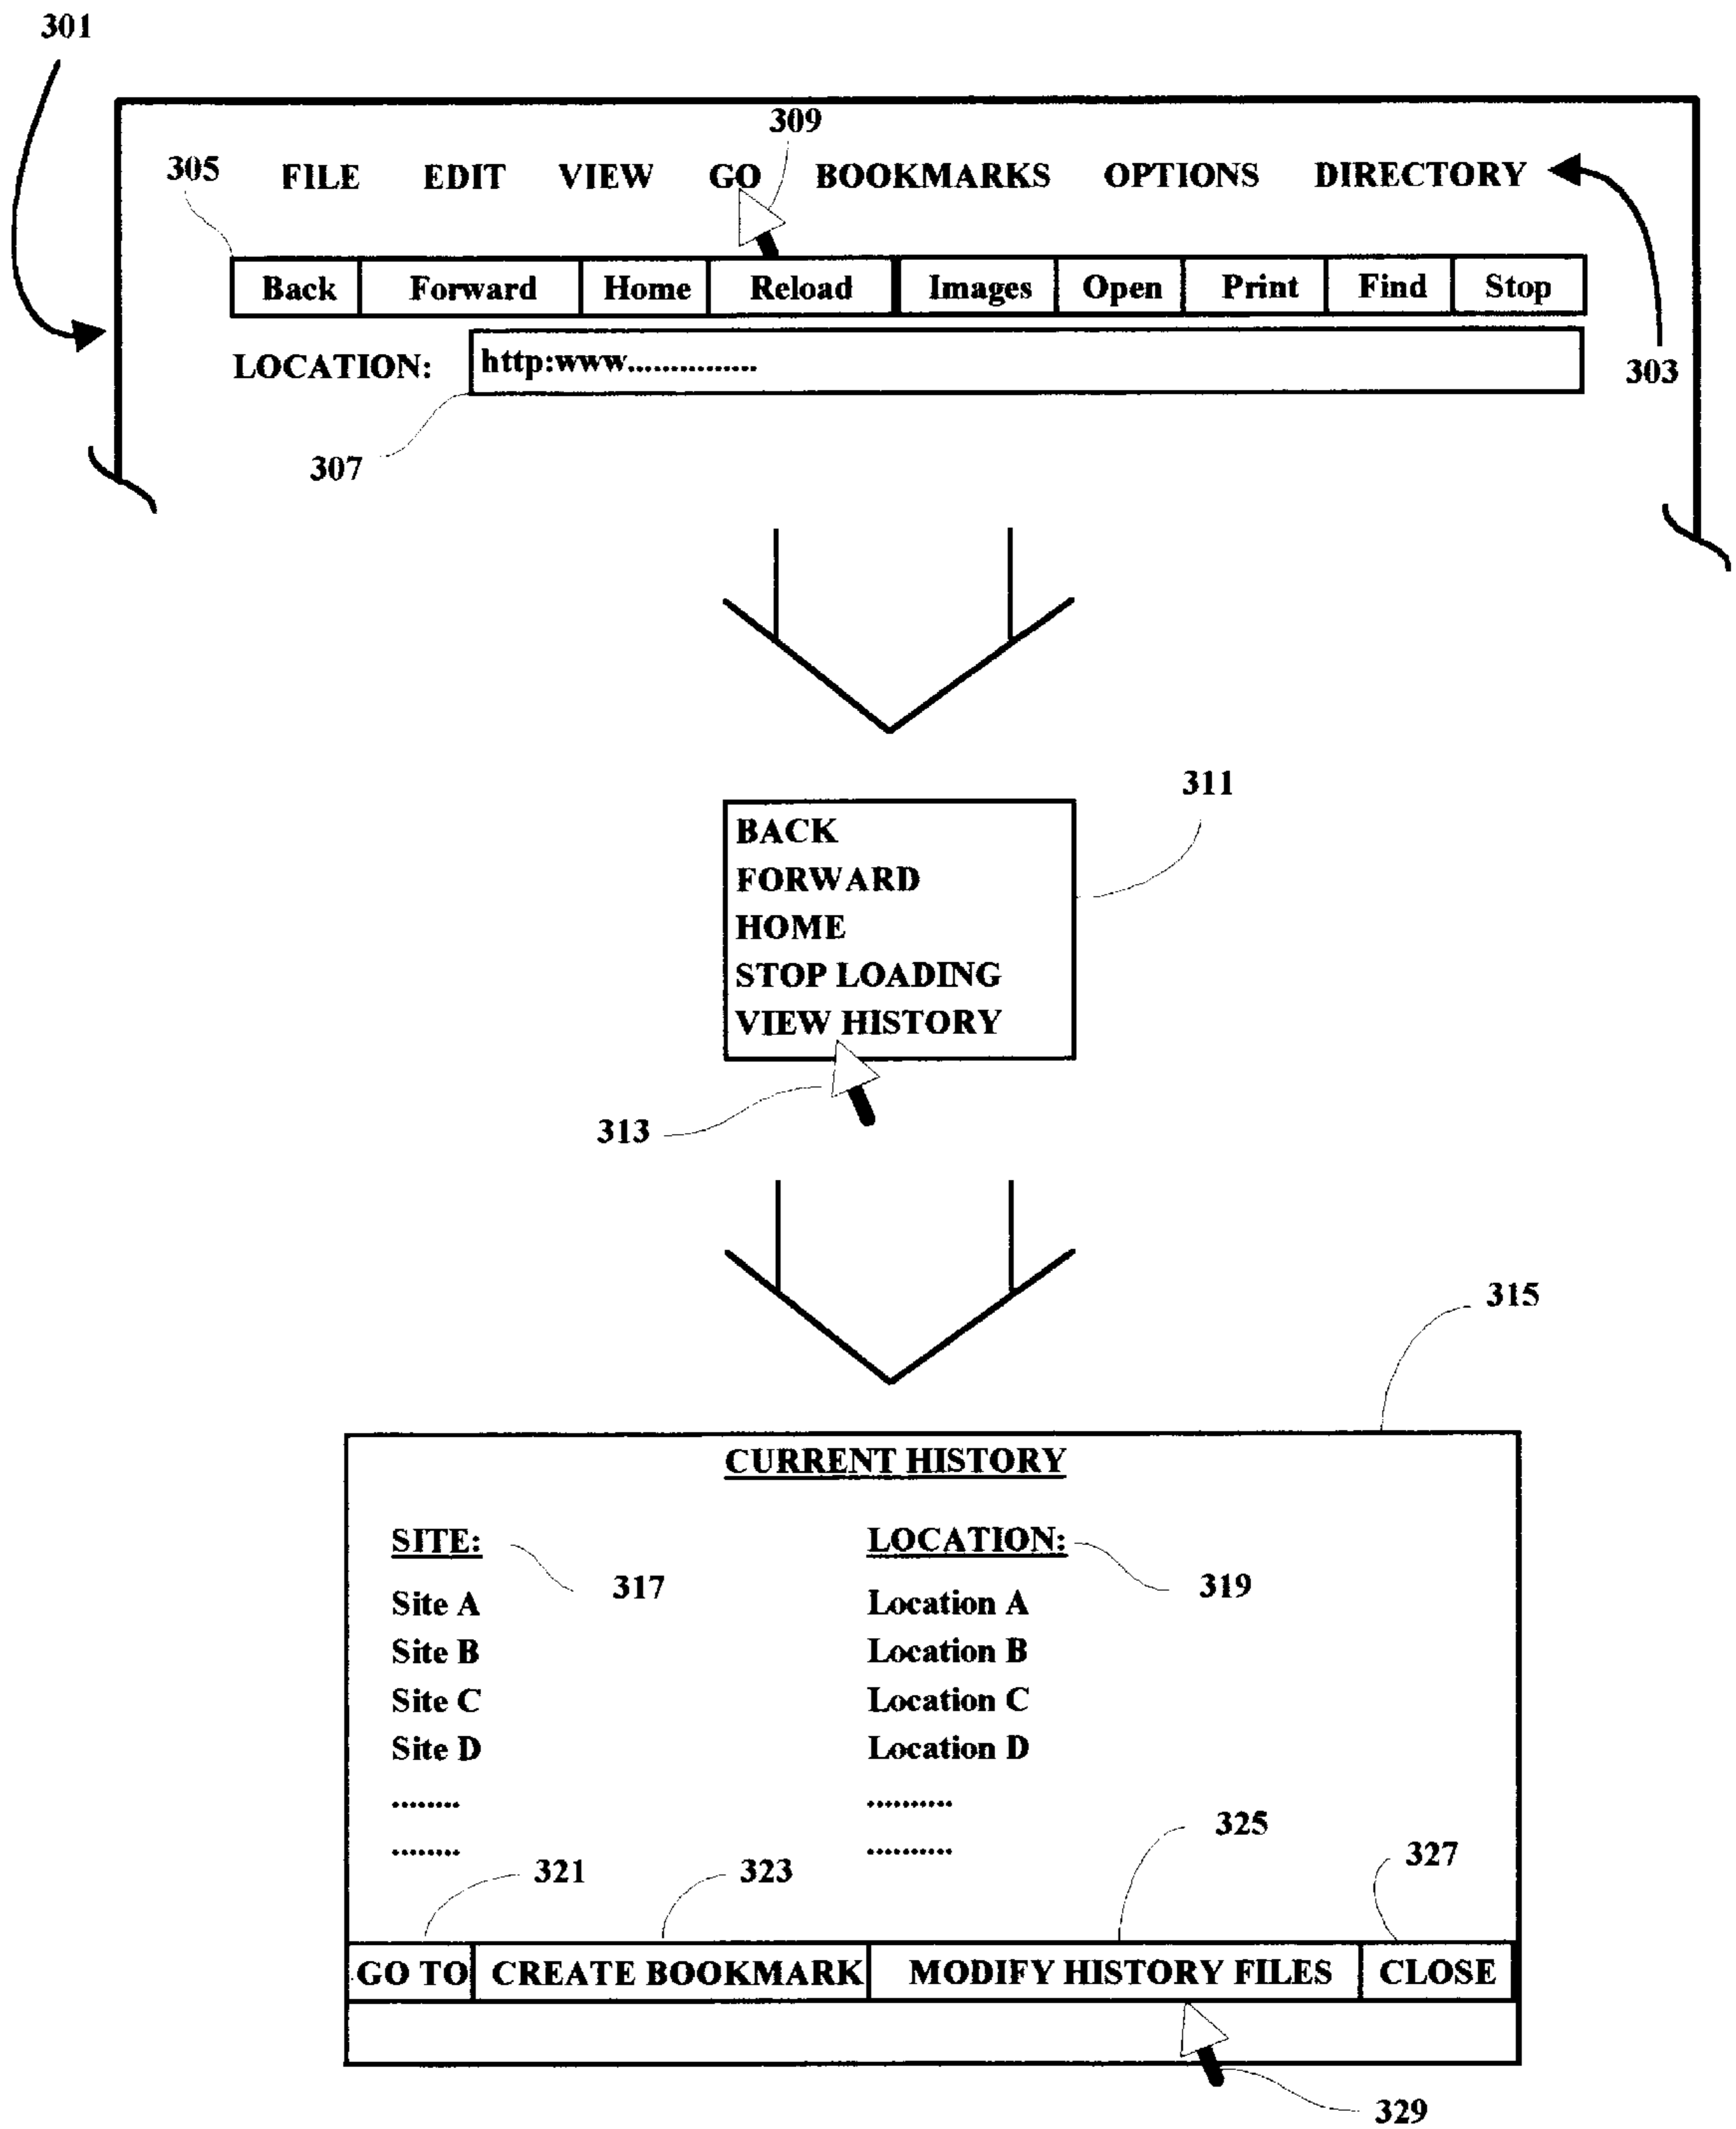 301
309
305 FILE EDIT VIEW GO BOOKMARKS OPTIONS DIRECTORY
Back Forward Home Reload Images Open Print Find Stop
LOCATION: http:www...............
303
307
311
BACK
FORWARD
HOME
STOP LOADING
VIEW HISTORY
313
315
CURRENT HISTORY
SITE: LOCATION:
317 319
Site A Location A
Site B Location B
Site C Location C
Site D Location D
........ ..........
325
........ ..........
327
321 323
GO TO CREATE BOOKMARK MODIFY HISTORY FILES CLOSE
329